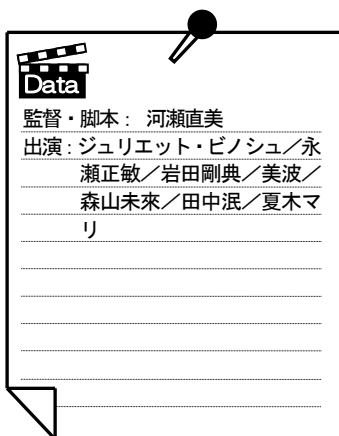 Data
監督・脚本： 河瀬直美
出演：ジュリエット・ビノシュ／永
瀬正敏／岩田剛典／美波／
森山未來／田中泯／夏木マ
リ